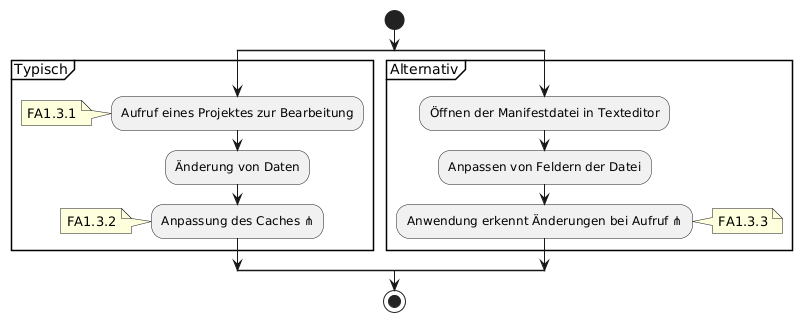 Typisch
FA1.3.1
Aufruf eines Projektes zur Bearbeitung
Änderung von Daten
FA1.3.2
Anpassung des Caches ⋔
Alternativ
Öffnen der Manifestdatei in Texteditor
Anpassen von Feldern der Datei
Anwendung erkennt Änderungen bei Aufruf ⋔
FA1.3.3